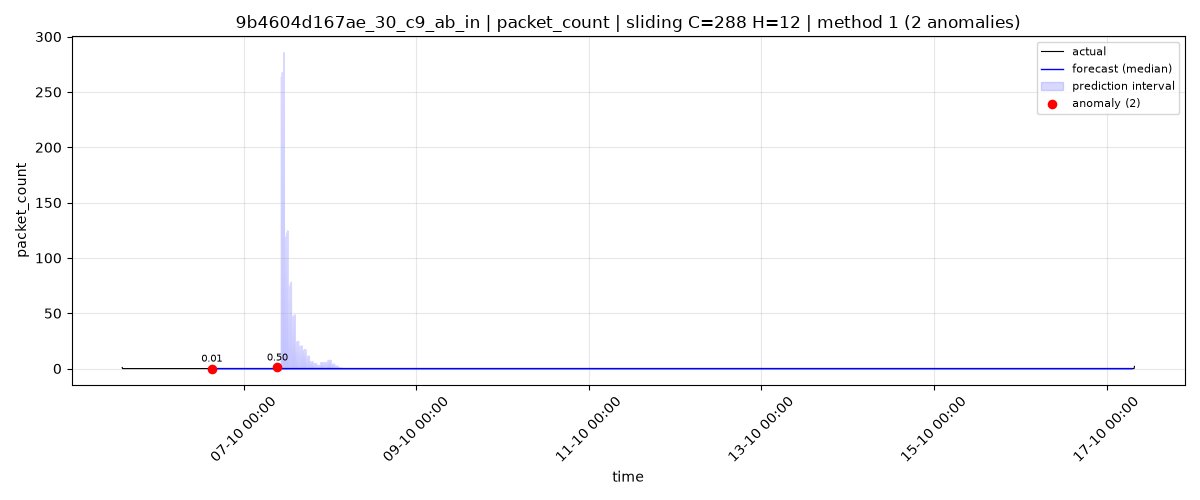 9b4604d167ae_30_c9_ab_in | packet_count | sliding C=288 H=12 | method 1 (2 anomalies)
actual
forecast (median)
prediction interval
anomaly (2)
300
250
200
150
100
50
0
packet_count
0.01
0.50
07-10 00:00
09-10 00:00
11-10 00:00
13-10 00:00
15-10 00:00
17-10 00:00
time